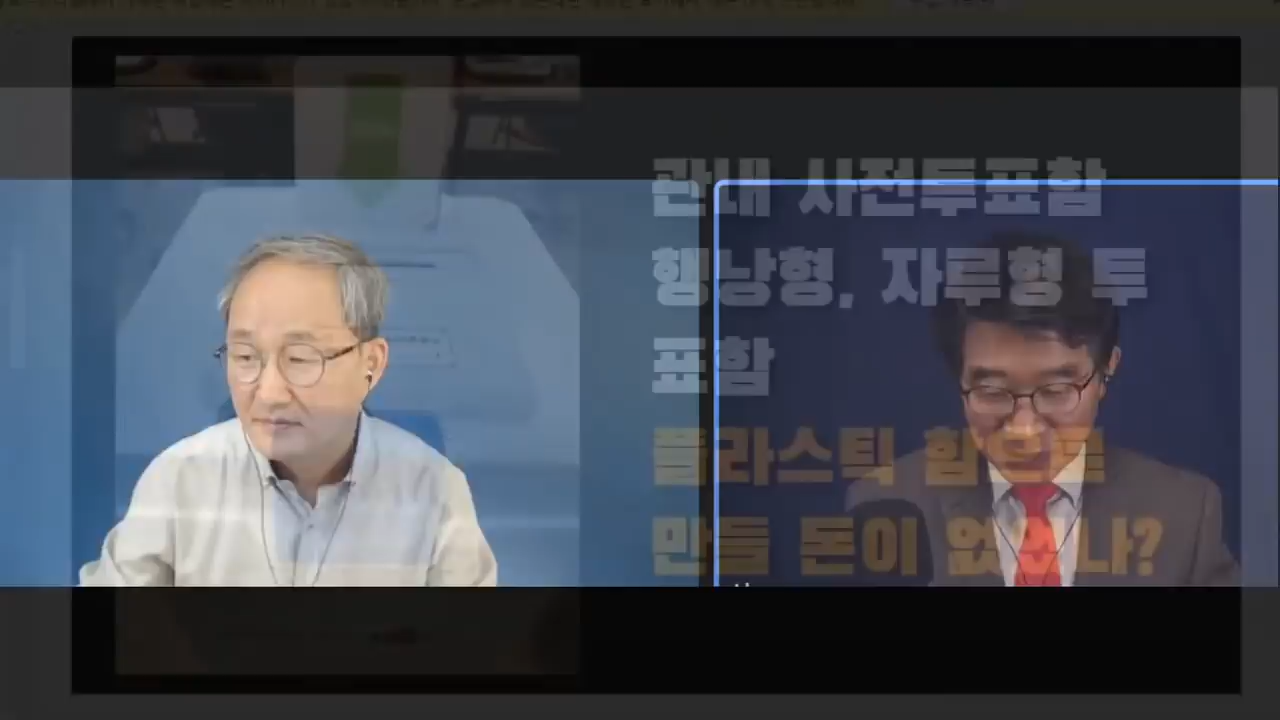 관내 사전투표함
행낭형, 자루형 투
표함
플라스틱 함으로
만들 돈이 없었나?